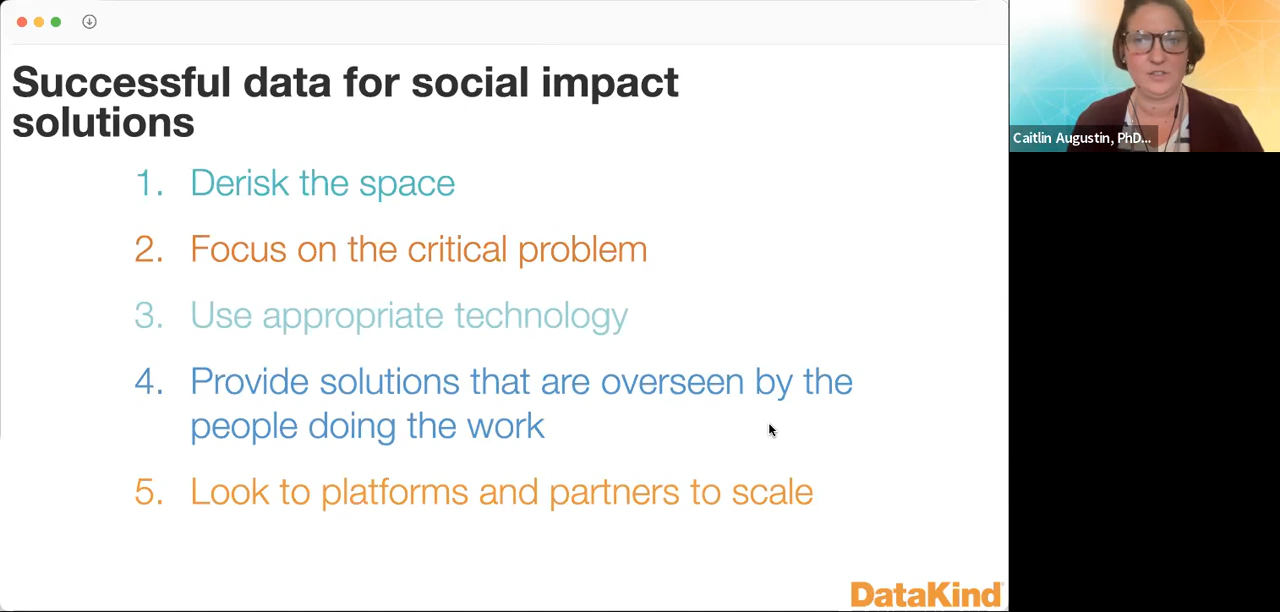 Successful data for social impact
solutions
1. Derisk the space
2. Focus on the critical problem
3. Use appropriate technology
4. Provide solutions that are overseen by the
people doing the work
5. Look to platforms and partners to scale
DataKind
Caitlin Augustin, PhD...